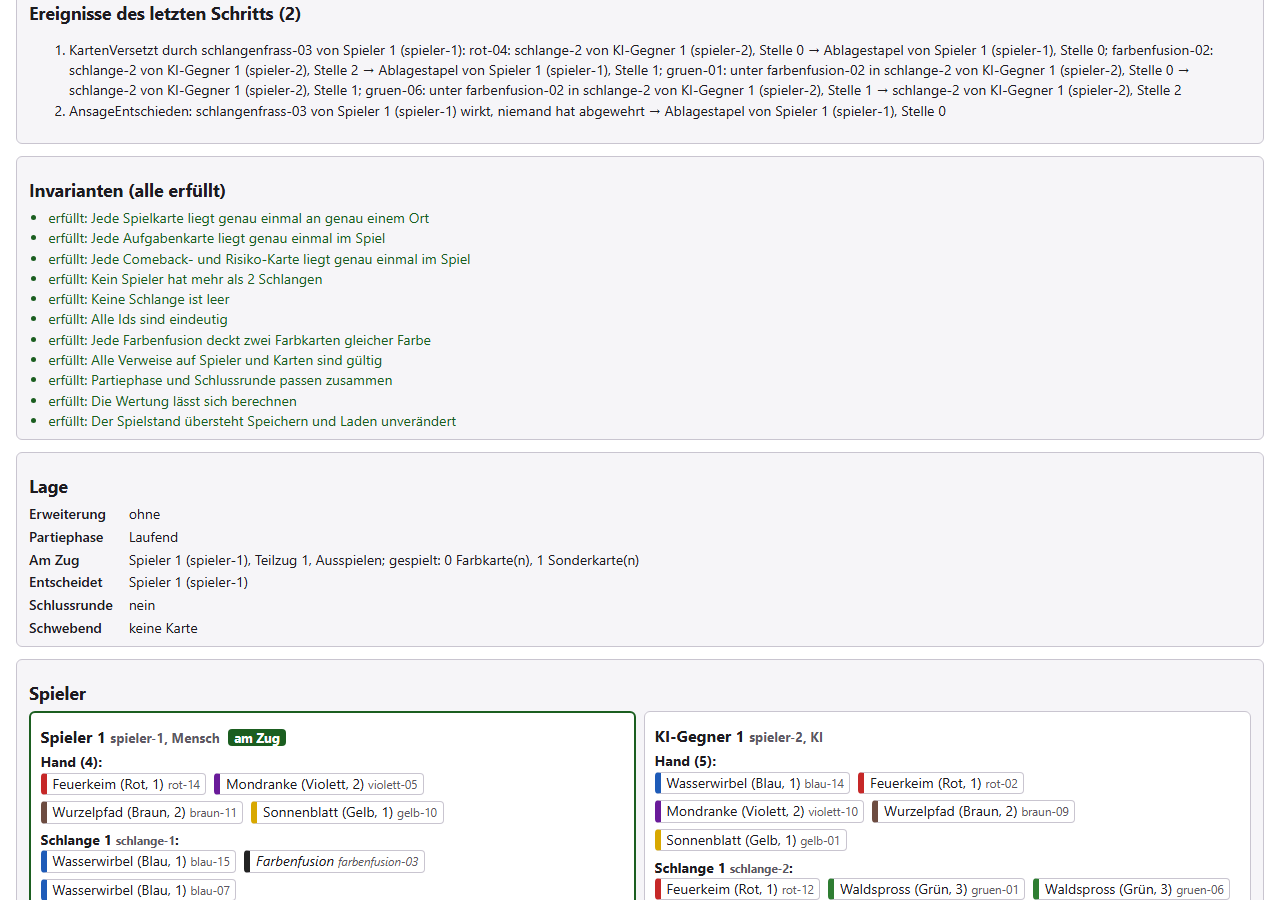 Ereignisse des letzten Schritts (2)
1. KartenVersetzt durch schlangenfrass-03 von Spieler 1 (spieler-1): rot-04: schlange-2 von KI-Gegner 1 (spieler-2), Stelle 0 → Ablagestapel von Spieler 1 (spieler-1), Stelle 0; farbenfusion-02:
schlange-2 von KI-Gegner 1 (spieler-2), Stelle 2 → Ablagestapel von Spieler 1 (spieler-1), Stelle 1; gruen-01: unter farbenfusion-02 in schlange-2 von KI-Gegner 1 (spieler-2), Stelle 0 →
schlange-2 von KI-Gegner 1 (spieler-2), Stelle 1; gruen-06: unter farbenfusion-02 in schlange-2 von KI-Gegner 1 (spieler-2), Stelle 1 → schlange-2 von KI-Gegner 1 (spieler-2), Stelle 2
2. AnsageEntschieden: schlangenfrass-03 von Spieler 1 (spieler-1) wirkt, niemand hat abgewehrt → Ablagestapel von Spieler 1 (spieler-1), Stelle 0
Invarianten (alle erfüllt)
• erfüllt: Jede Spielkarte liegt genau einmal an genau einem Ort
• erfüllt: Jede Aufgabenkarte liegt genau einmal im Spiel
• erfüllt: Jede Comeback- und Risiko-Karte liegt genau einmal im Spiel
• erfüllt: Kein Spieler hat mehr als 2 Schlangen
• erfüllt: Keine Schlange ist leer
• erfüllt: Alle Ids sind eindeutig
• erfüllt: Jede Farbenfusion deckt zwei Farbkarten gleicher Farbe
• erfüllt: Alle Verweise auf Spieler und Karten sind gültig
• erfüllt: Partiephase und Schlussrunde passen zusammen
• erfüllt: Die Wertung lässt sich berechnen
• erfüllt: Der Spielstand übersteht Speichern und Laden unverändert
Lage
Erweiterung ohne
Partiephase Laufend
Am Zug Spieler 1 (spieler-1), Teilzug 1, Ausspielen; gespielt: 0 Farbkarte(n), 1 Sonderkarte(n)
Entscheidet Spieler 1 (spieler-1)
Schlussrunde nein
Schwebend keine Karte
Spieler
Spieler 1 spieler-1, Mensch am Zug
Hand (4):
Feuerkeim (Rot, 1) rot-14 Mondranke (Violett, 2) violett-05
Wurzelpfad (Braun, 2) braun-11 Sonnenblatt (Gelb, 1) gelb-10
Schlange 1 schlange-1:
Wasserwirbel (Blau, 1) blau-15 Farbenfusion farbenfusion-03
Wasserwirbel (Blau, 1) blau-07
KI-Gegner 1 spieler-2, KI
Hand (5):
Wasserwirbel (Blau, 1) blau-14 Feuerkeim (Rot, 1) rot-02
Mondranke (Violett, 2) violett-10 Wurzelpfad (Braun, 2) braun-09
Sonnenblatt (Gelb, 1) gelb-01
Schlange 1 schlange-2:
Feuerkeim (Rot, 1) rot-12 Waldspross (Grün, 3) gruen-01 Waldspross (Grün, 3) gruen-06